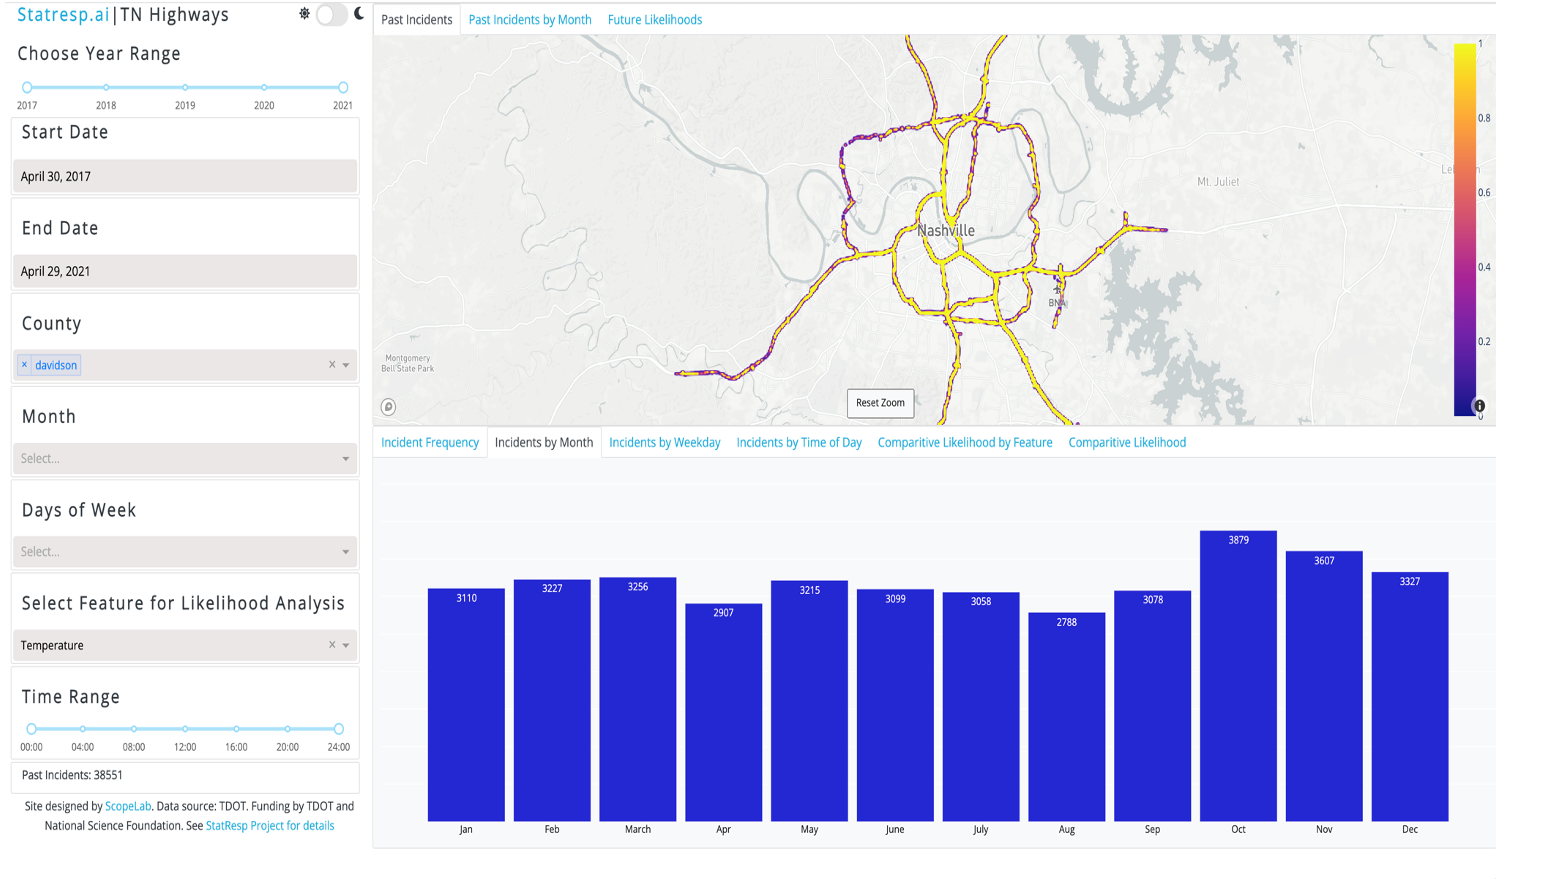 Statresp.ai|TN Highways
Choose Year Range
2017 2018 2019 2020 2021
Start Date
April 30, 2017
End Date
April 29, 2021
County
× davidson × 
Month
Select...
Days of Week
Select...
Select Feature for Likelihood Analysis
Temperature ×
Time Range
00:00 04:00 08:00 12:00 16:00 20:00 24:00
Past Incidents: 38551
Site designed by ScopeLab. Data source: TDOT. Funding by TDOT and
National Science Foundation. See StatResp Project for details
Past Incidents Past Incidents by Month Future Likelihoods
1
0.8
0.6
0.4
0.2
0
Mt. Juliet
Nashville
BNA
Montgomery
Bell State Park
Reset Zoom
Incident Frequency Incidents by Month Incidents by Weekday Incidents by Time of Day Comparitive Likelihood by Feature Comparitive Likelihood
3110 3227 3256 2907 3215 3099 3058 2788 3078 3879 3607 3327
Jan Feb March Apr May June July Aug Sep Oct Nov Dec